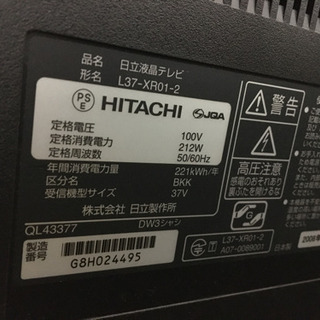 品名 日立液晶テレビ
形名 L37-XR01-2
PS
E
HITACHI
JQA
定格電圧 100V
定格消費電力 212W
定格周波数 50/60Hz
年間消費電力量 221kWh/年
区分名 BKK
受信機型サイズ 37V
株式会社 日立製作所
QL43377 DW3シャシ
製造番号 G8H024495
警告
高圧注意
L37-XR01-2
日本製